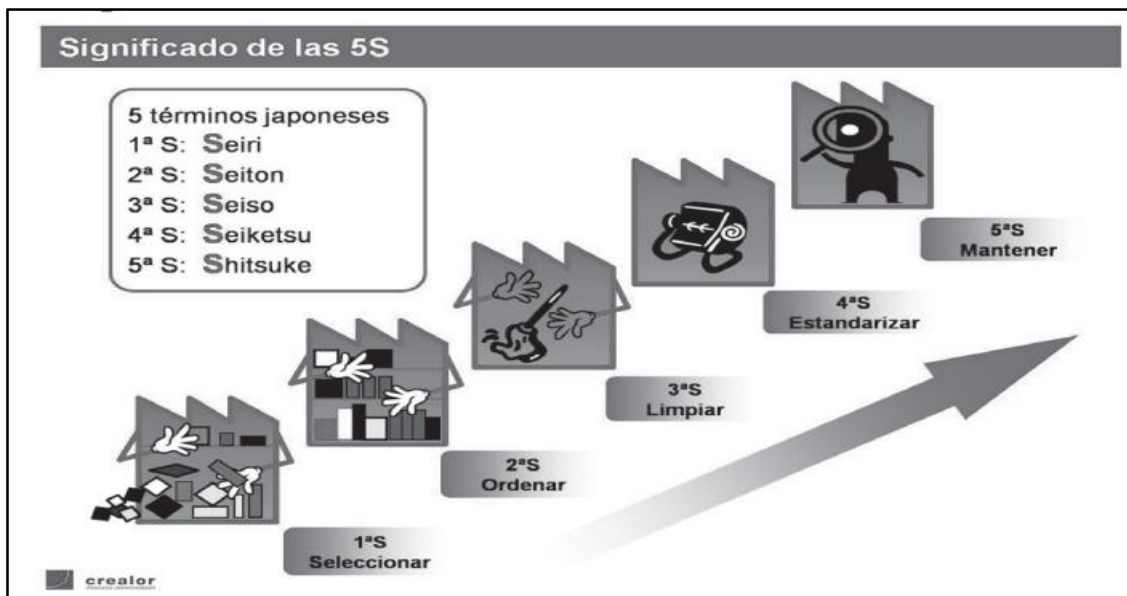 Significado de las 5S
5 términos japoneses
1ª S: Seiri
2ª S: Seiton
3ª S: Seiso
4ª S: Seiketsu
5ª S: Shitsuke
5ªS
Mantener
4ªS
Estandarizar
3ªS
Limpiar
2ªS
Ordenar
1ªS
Seleccionar
crealor